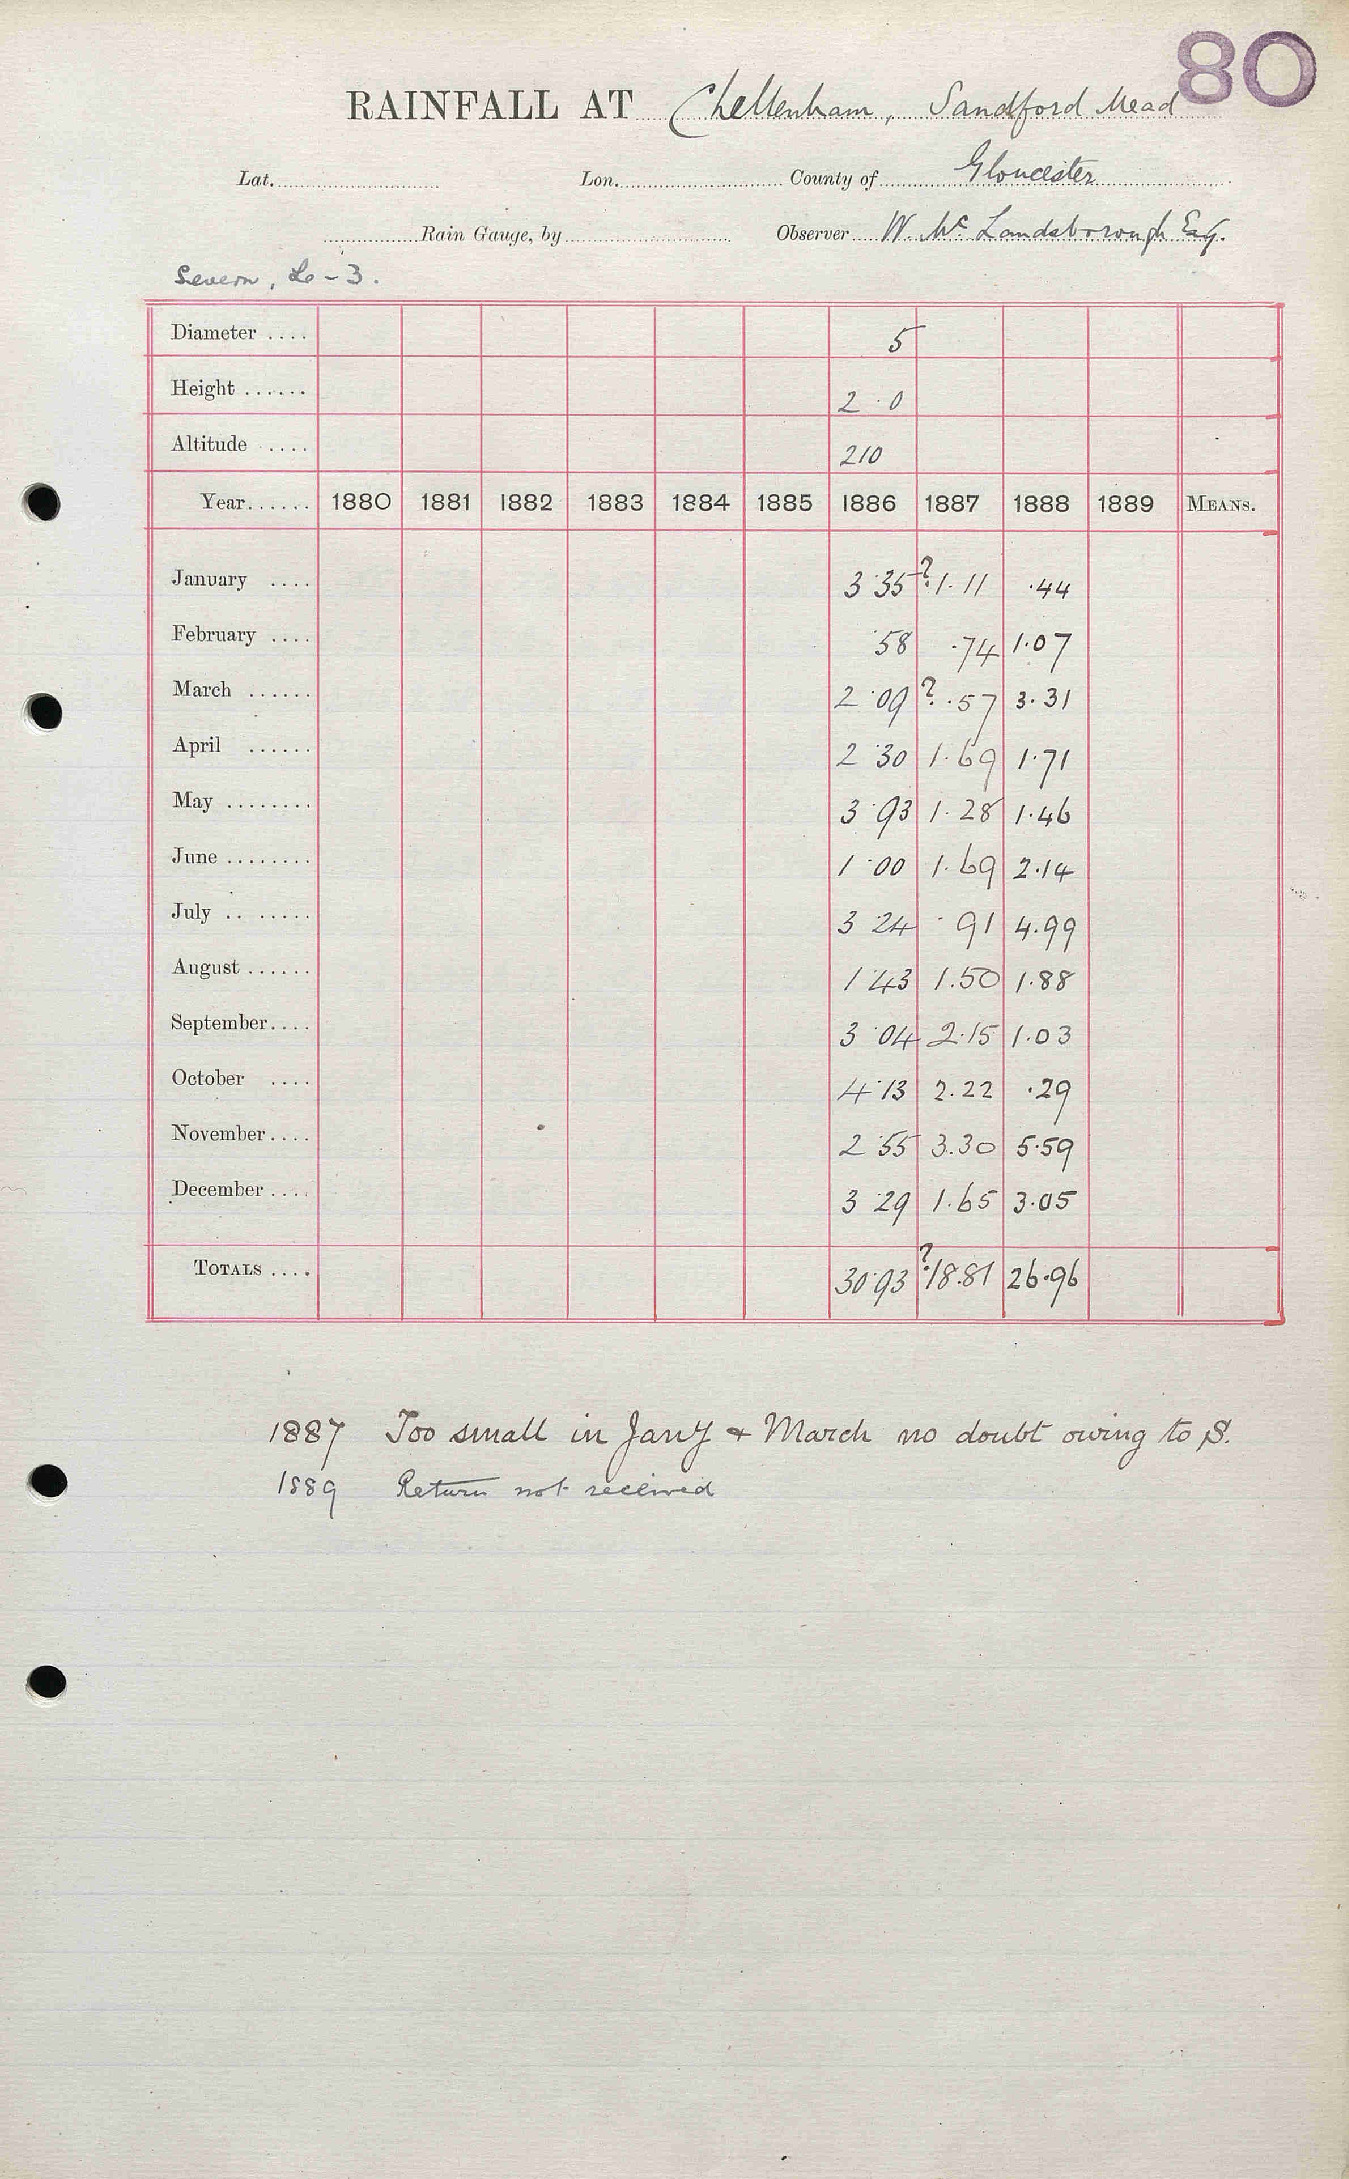 80
RAINFALL AT Cheltenham, Sandford Mead
Lat. Lon. County of Gloucester
Rain Gauge, by Observer W. Mc Landsborough Esq.
Severn, Lo - 3.
Diameter .... 5
Height ...... 2 · 0
Altitude .... 210
Year...... 1880 1881 1882 1883 1884 1885 1886 1887 1888 1889 MEANS.
January .... 3·35 ?1·11 ·44
February .... ·58 ·74 1·07
March ...... 2·09 ?·57 3·31
April ...... 2·30 1·69 1·71
May ........ 3·93 1·28 1·46
June ........ 1·00 1·69 2·14
July .. ..... 3 24 ·91 4·99
August ...... 1·43 1.50 1·88
September.... 3·04 2·15 1·03
October .... 4·13 2.22 ·29
November.... 2·55 3.30 5·59
December .... 3·29 1·65 3·05
TOTALS .... 30·93 ?18.81 26·96
1887 Too small in Jany & March no doubt owing to S.
1889 Return not received